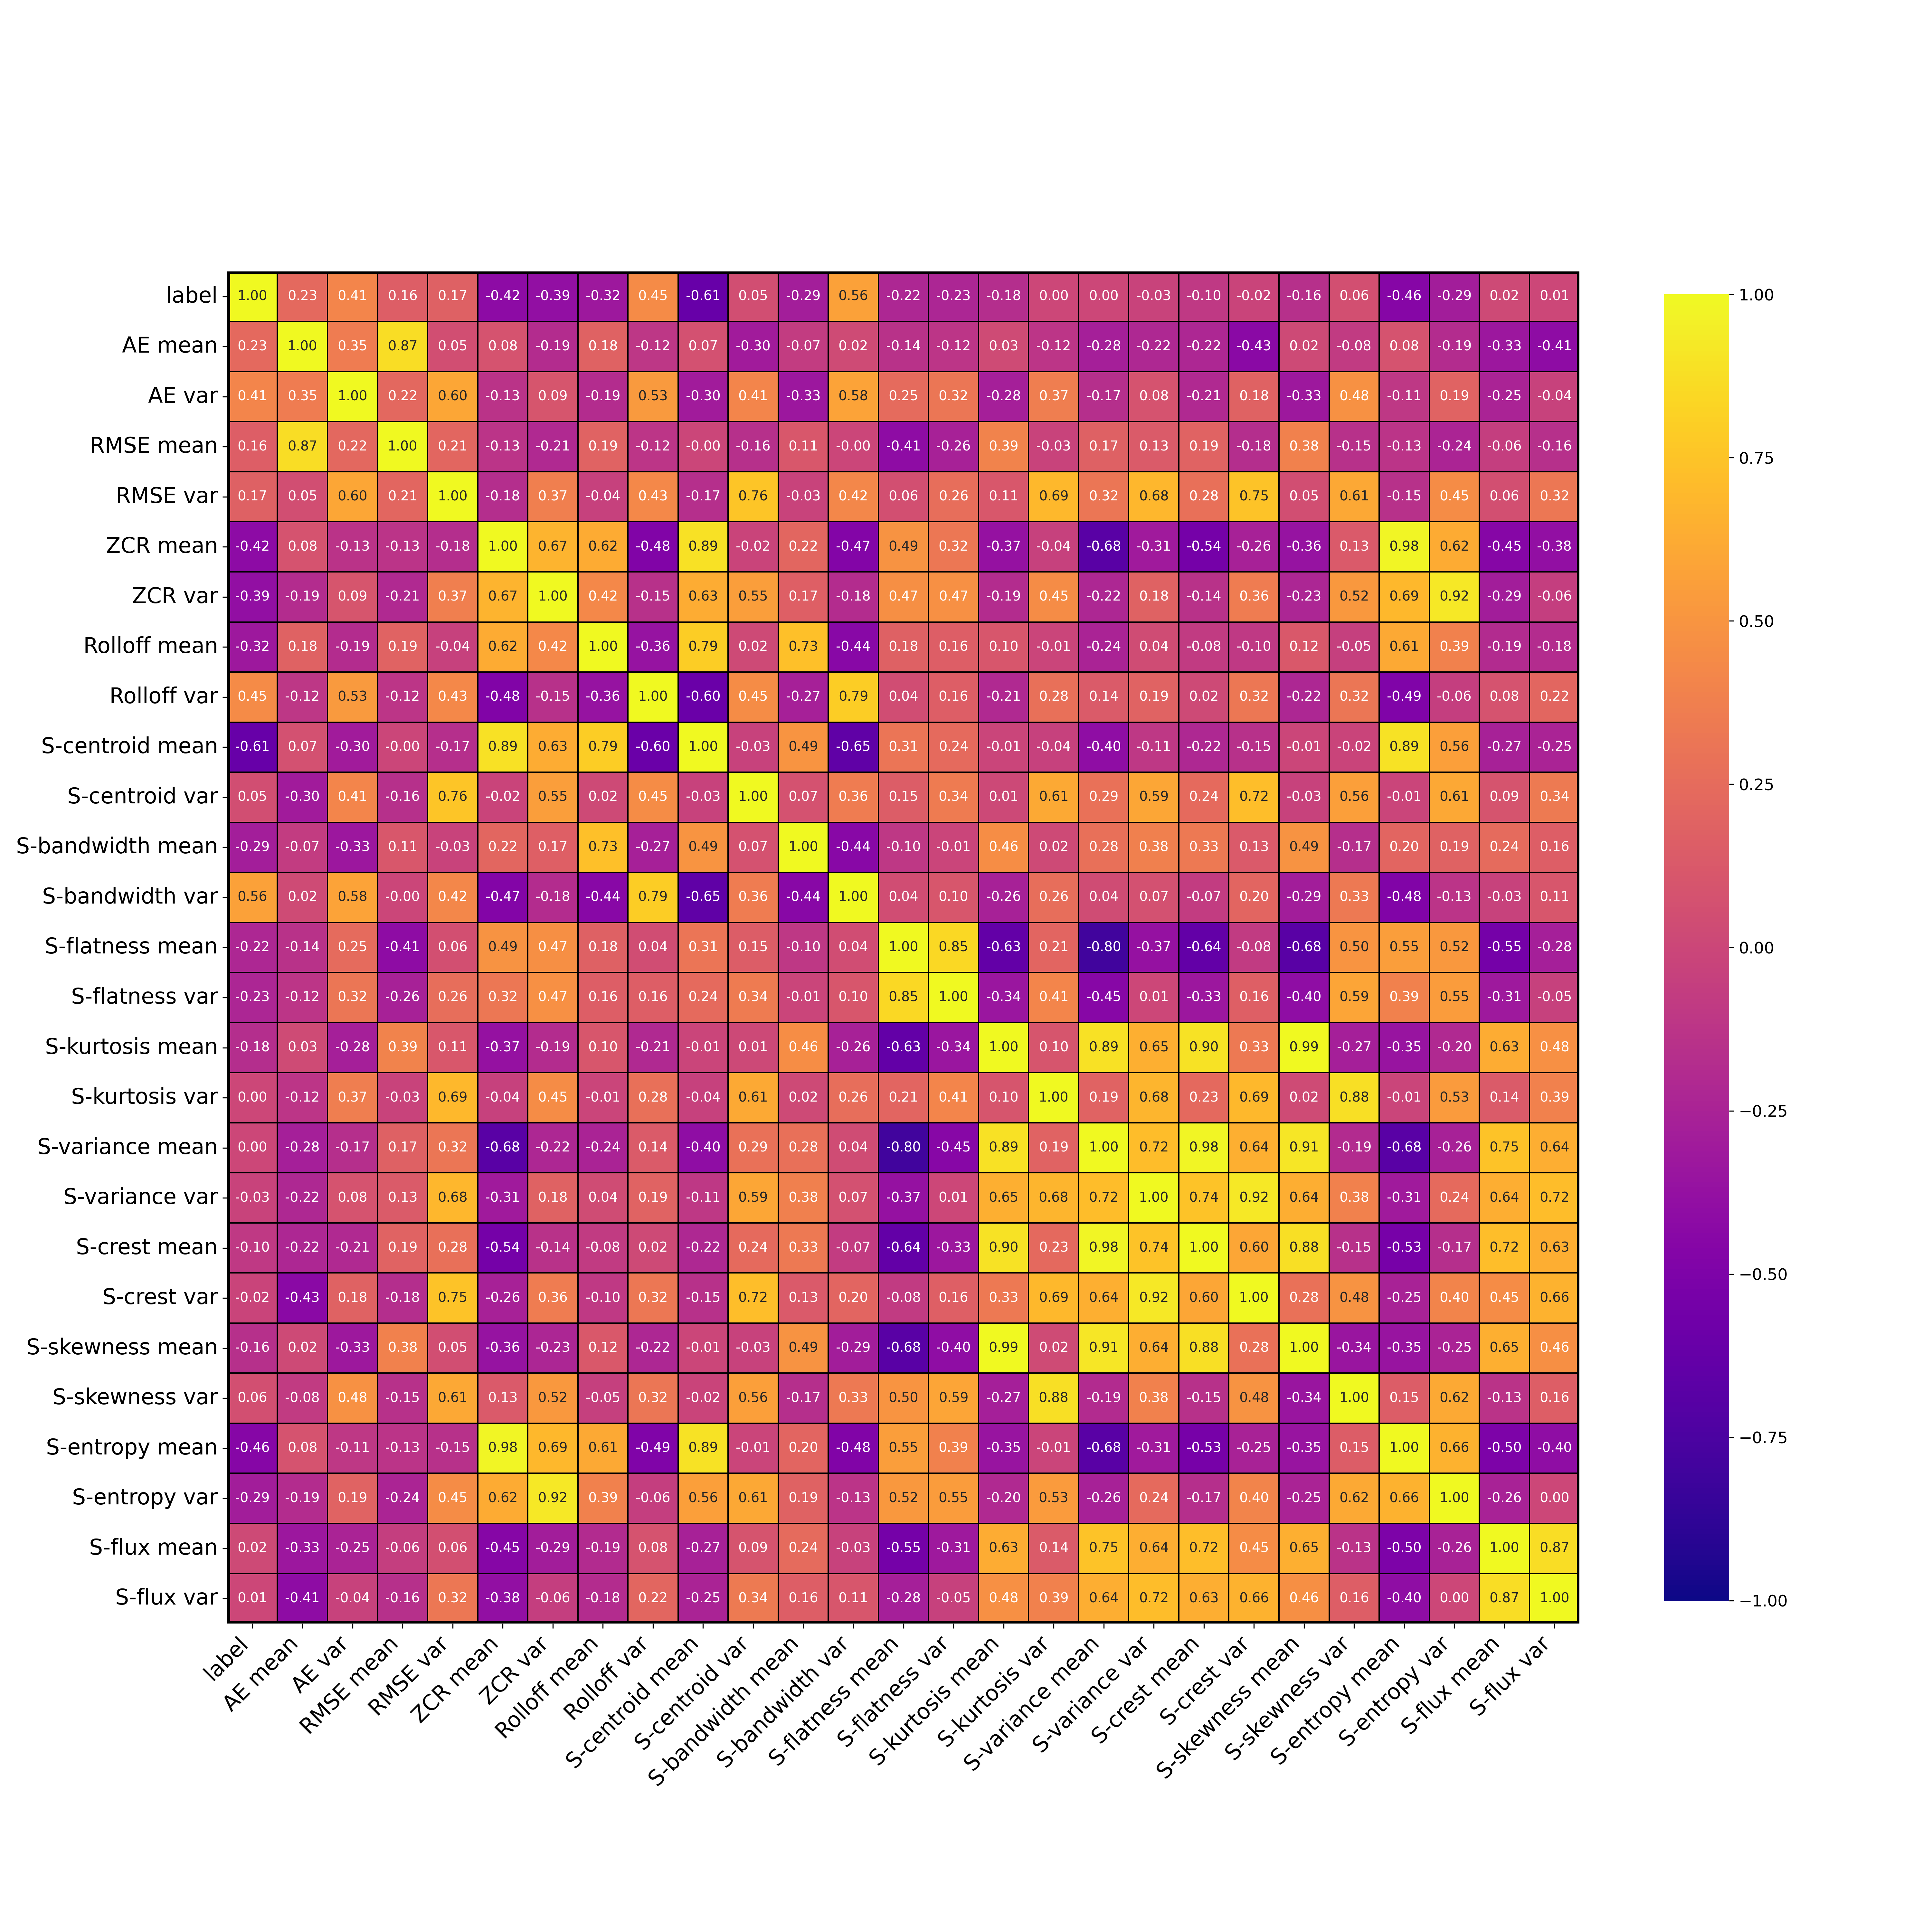 label 1.00 0.23 0.41 0.16 0.17 -0.42 -0.39 -0.32 0.45 -0.61 0.05 -0.29 0.56 -0.22 -0.23 -0.18 0.00 0.00 -0.03 -0.10 -0.02 -0.16 0.06 -0.46 -0.29 0.02 0.01
AE mean 0.23 1.00 0.35 0.87 0.05 0.08 -0.19 0.18 -0.12 0.07 -0.30 -0.07 0.02 -0.14 -0.12 0.03 -0.12 -0.28 -0.22 -0.22 -0.43 0.02 -0.08 0.08 -0.19 -0.33 -0.41
AE var 0.41 0.35 1.00 0.22 0.60 -0.13 0.09 -0.19 0.53 -0.30 0.41 -0.33 0.58 0.25 0.32 -0.28 0.37 -0.17 0.08 -0.21 0.18 -0.33 0.48 -0.11 0.19 -0.25 -0.04
RMSE mean 0.16 0.87 0.22 1.00 0.21 -0.13 -0.21 0.19 -0.12 -0.00 -0.16 0.11 -0.00 -0.41 -0.26 0.39 -0.03 0.17 0.13 0.19 -0.18 0.38 -0.15 -0.13 -0.24 -0.06 -0.16
RMSE var 0.17 0.05 0.60 0.21 1.00 -0.18 0.37 -0.04 0.43 -0.17 0.76 -0.03 0.42 0.06 0.26 0.11 0.69 0.32 0.68 0.28 0.75 0.05 0.61 -0.15 0.45 0.06 0.32
ZCR mean -0.42 0.08 -0.13 -0.13 -0.18 1.00 0.67 0.62 -0.48 0.89 -0.02 0.22 -0.47 0.49 0.32 -0.37 -0.04 -0.68 -0.31 -0.54 -0.26 -0.36 0.13 0.98 0.62 -0.45 -0.38
ZCR var -0.39 -0.19 0.09 -0.21 0.37 0.67 1.00 0.42 -0.15 0.63 0.55 0.17 -0.18 0.47 0.47 -0.19 0.45 -0.22 0.18 -0.14 0.36 -0.23 0.52 0.69 0.92 -0.29 -0.06
Rolloff mean -0.32 0.18 -0.19 0.19 -0.04 0.62 0.42 1.00 -0.36 0.79 0.02 0.73 -0.44 0.18 0.16 0.10 -0.01 -0.24 0.04 -0.08 -0.10 0.12 -0.05 0.61 0.39 -0.19 -0.18
Rolloff var 0.45 -0.12 0.53 -0.12 0.43 -0.48 -0.15 -0.36 1.00 -0.60 0.45 -0.27 0.79 0.04 0.16 -0.21 0.28 0.14 0.19 0.02 0.32 -0.22 0.32 -0.49 -0.06 0.08 0.22
S-centroid mean -0.61 0.07 -0.30 -0.00 -0.17 0.89 0.63 0.79 -0.60 1.00 -0.03 0.49 -0.65 0.31 0.24 -0.01 -0.04 -0.40 -0.11 -0.22 -0.15 -0.01 -0.02 0.89 0.56 -0.27 -0.25
S-centroid var 0.05 -0.30 0.41 -0.16 0.76 -0.02 0.55 0.02 0.45 -0.03 1.00 0.07 0.36 0.15 0.34 0.01 0.61 0.29 0.59 0.24 0.72 -0.03 0.56 -0.01 0.61 0.09 0.34
S-bandwidth mean -0.29 -0.07 -0.33 0.11 -0.03 0.22 0.17 0.73 -0.27 0.49 0.07 1.00 -0.44 -0.10 -0.01 0.46 0.02 0.28 0.38 0.33 0.13 0.49 -0.17 0.20 0.19 0.24 0.16
S-bandwidth var 0.56 0.02 0.58 -0.00 0.42 -0.47 -0.18 -0.44 0.79 -0.65 0.36 -0.44 1.00 0.04 0.10 -0.26 0.26 0.04 0.07 -0.07 0.20 -0.29 0.33 -0.48 -0.13 -0.03 0.11
S-flatness mean -0.22 -0.14 0.25 -0.41 0.06 0.49 0.47 0.18 0.04 0.31 0.15 -0.10 0.04 1.00 0.85 -0.63 0.21 -0.80 -0.37 -0.64 -0.08 -0.68 0.50 0.55 0.52 -0.55 -0.28
S-flatness var -0.23 -0.12 0.32 -0.26 0.26 0.32 0.47 0.16 0.16 0.24 0.34 -0.01 0.10 0.85 1.00 -0.34 0.41 -0.45 0.01 -0.33 0.16 -0.40 0.59 0.39 0.55 -0.31 -0.05
S-kurtosis mean -0.18 0.03 -0.28 0.39 0.11 -0.37 -0.19 0.10 -0.21 -0.01 0.01 0.46 -0.26 -0.63 -0.34 1.00 0.10 0.89 0.65 0.90 0.33 0.99 -0.27 -0.35 -0.20 0.63 0.48
S-kurtosis var 0.00 -0.12 0.37 -0.03 0.69 -0.04 0.45 -0.01 0.28 -0.04 0.61 0.02 0.26 0.21 0.41 0.10 1.00 0.19 0.68 0.23 0.69 0.02 0.88 -0.01 0.53 0.14 0.39
S-variance mean 0.00 -0.28 -0.17 0.17 0.32 -0.68 -0.22 -0.24 0.14 -0.40 0.29 0.28 0.04 -0.80 -0.45 0.89 0.19 1.00 0.72 0.98 0.64 0.91 -0.19 -0.68 -0.26 0.75 0.64
S-variance var -0.03 -0.22 0.08 0.13 0.68 -0.31 0.18 0.04 0.19 -0.11 0.59 0.38 0.07 -0.37 0.01 0.65 0.68 0.72 1.00 0.74 0.92 0.64 0.38 -0.31 0.24 0.64 0.72
S-crest mean -0.10 -0.22 -0.21 0.19 0.28 -0.54 -0.14 -0.08 0.02 -0.22 0.24 0.33 -0.07 -0.64 -0.33 0.90 0.23 0.98 0.74 1.00 0.60 0.88 -0.15 -0.53 -0.17 0.72 0.63
S-crest var -0.02 -0.43 0.18 -0.18 0.75 -0.26 0.36 -0.10 0.32 -0.15 0.72 0.13 0.20 -0.08 0.16 0.33 0.69 0.64 0.92 0.60 1.00 0.28 0.48 -0.25 0.40 0.45 0.66
S-skewness mean -0.16 0.02 -0.33 0.38 0.05 -0.36 -0.23 0.12 -0.22 -0.01 -0.03 0.49 -0.29 -0.68 -0.40 0.99 0.02 0.91 0.64 0.88 0.28 1.00 -0.34 -0.35 -0.25 0.65 0.46
S-skewness var 0.06 -0.08 0.48 -0.15 0.61 0.13 0.52 -0.05 0.32 -0.02 0.56 -0.17 0.33 0.50 0.59 -0.27 0.88 -0.19 0.38 -0.15 0.48 -0.34 1.00 0.15 0.62 -0.13 0.16
S-entropy mean -0.46 0.08 -0.11 -0.13 -0.15 0.98 0.69 0.61 -0.49 0.89 -0.01 0.20 -0.48 0.55 0.39 -0.35 -0.01 -0.68 -0.31 -0.53 -0.25 -0.35 0.15 1.00 0.66 -0.50 -0.40
S-entropy var -0.29 -0.19 0.19 -0.24 0.45 0.62 0.92 0.39 -0.06 0.56 0.61 0.19 -0.13 0.52 0.55 -0.20 0.53 -0.26 0.24 -0.17 0.40 -0.25 0.62 0.66 1.00 -0.26 0.00
S-flux mean 0.02 -0.33 -0.25 -0.06 0.06 -0.45 -0.29 -0.19 0.08 -0.27 0.09 0.24 -0.03 -0.55 -0.31 0.63 0.14 0.75 0.64 0.72 0.45 0.65 -0.13 -0.50 -0.26 1.00 0.87
S-flux var 0.01 -0.41 -0.04 -0.16 0.32 -0.38 -0.06 -0.18 0.22 -0.25 0.34 0.16 0.11 -0.28 -0.05 0.48 0.39 0.64 0.72 0.63 0.66 0.46 0.16 -0.40 0.00 0.87 1.00
label
AE mean
AE var
RMSE mean
RMSE var
ZCR mean
ZCR var
Rolloff mean
Rolloff var
S-centroid mean
S-centroid var
S-bandwidth mean
S-bandwidth var
S-flatness mean
S-flatness var
S-kurtosis mean
S-kurtosis var
S-variance mean
S-variance var
S-crest mean
S-crest var
S-skewness mean
S-skewness var
S-entropy mean
S-entropy var
S-flux mean
S-flux var
1.00
0.75
0.50
0.25
0.00
−0.25
−0.50
−0.75
−1.00